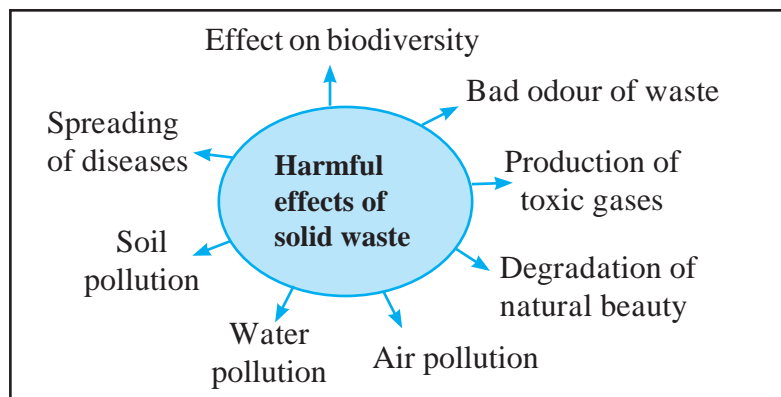 Effect on biodiversity
Bad odour of waste
Spreading
of diseases
Harmful
effects of
solid waste
Production of
toxic gases
Soil
pollution
Degradation of
natural beauty
Water
pollution
Air pollution